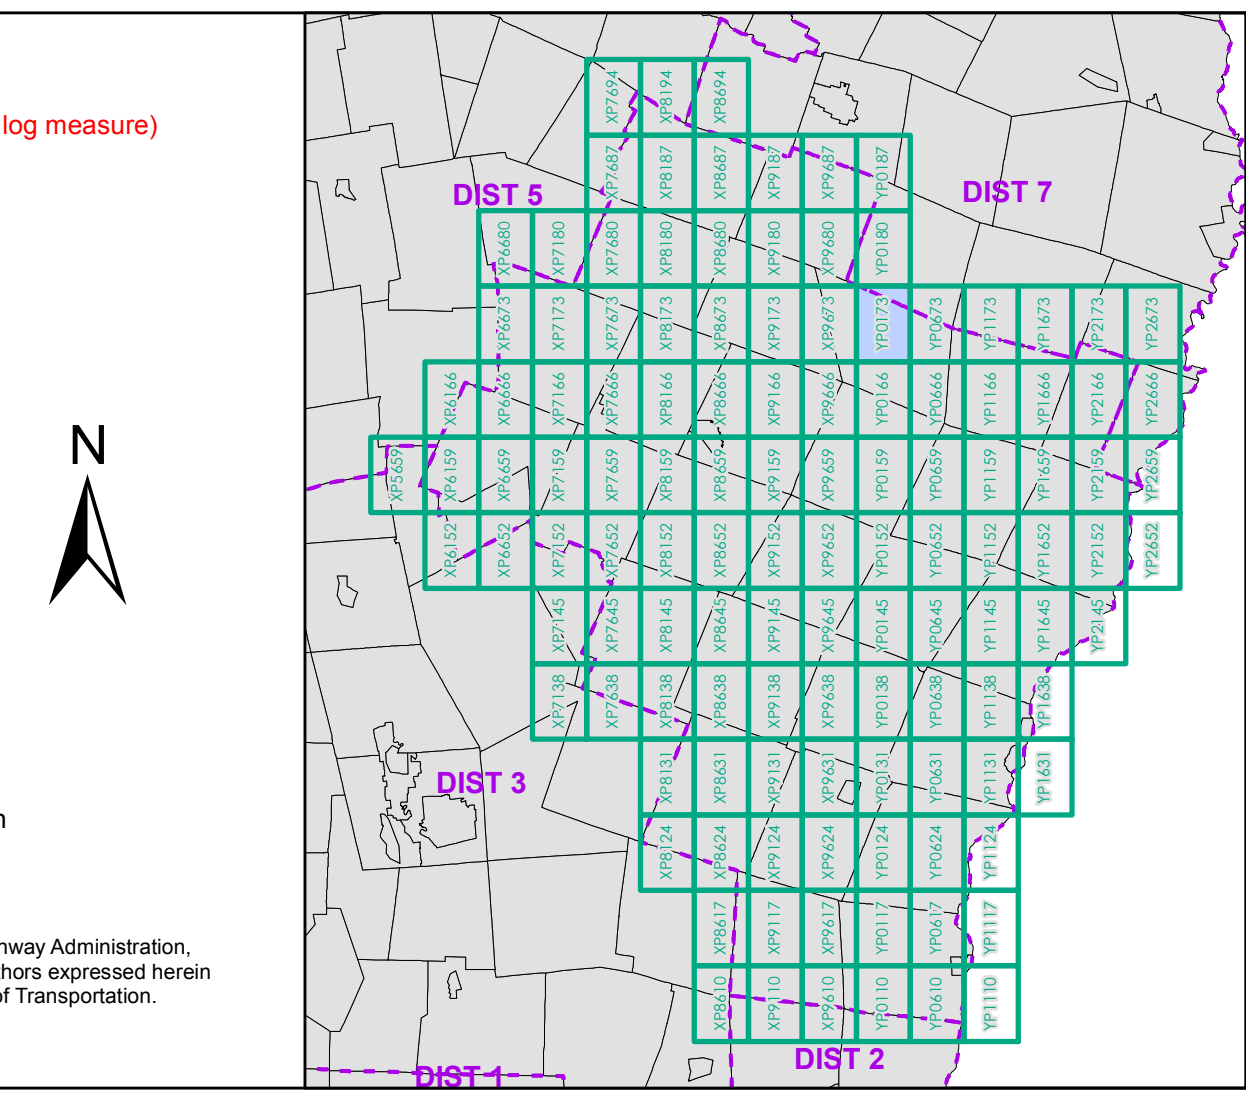 log measure)
N
n
hway Administration,
thors expressed herein
of Transportation.
XP7694 XP8194 XP8694
XP7687 XP8187 XP8687 XP9187 XP9687 YP0187
DIST 5
DIST 7
XP6680 XP7180 XP7680 XP8180 XP8680 XP9180 XP9680 YP0180
XP6673 XP7173 XP7673 XP8173 XP8673 XP9173 XP9673 YP0173 YP0673 YP1173 YP1673 YP2173 YP2673
XP6166 XP6666 XP7166 XP7666 XP8166 XP8666 XP9166 XP9666 YP0166 YP0666 YP1166 YP1666 YP2166 YP2666
XP5659 XP6159 XP6659 XP7159 XP7659 XP8159 XP8659 XP9159 XP9659 YP0159 YP0659 YP1159 YP1659 YP2159 YP2659
XP6152 XP6652 XP7152 XP7652 XP8152 XP8652 XP9152 XP9652 YP0152 YP0652 YP1152 YP1652 YP2152 YP2652
XP7145 XP7645 XP8145 XP8645 XP9145 XP9645 YP0145 YP0645 YP1145 YP1645 YP2145
XP7138 XP7638 XP8138 XP8638 XP9138 XP9638 YP0138 YP0638 YP1138 YP1638
DIST 3
XP8131 XP8631 XP9131 XP9631 YP0131 YP0631 YP1131 YP1631
XP8124 XP8624 XP9124 XP9624 YP0124 YP0624 YP1124
XP8617 XP9117 XP9617 YP0117 YP0617 YP1117
XP8610 XP9110 XP9610 YP0110 YP0610 YP1110
DIST 2
DIST 1